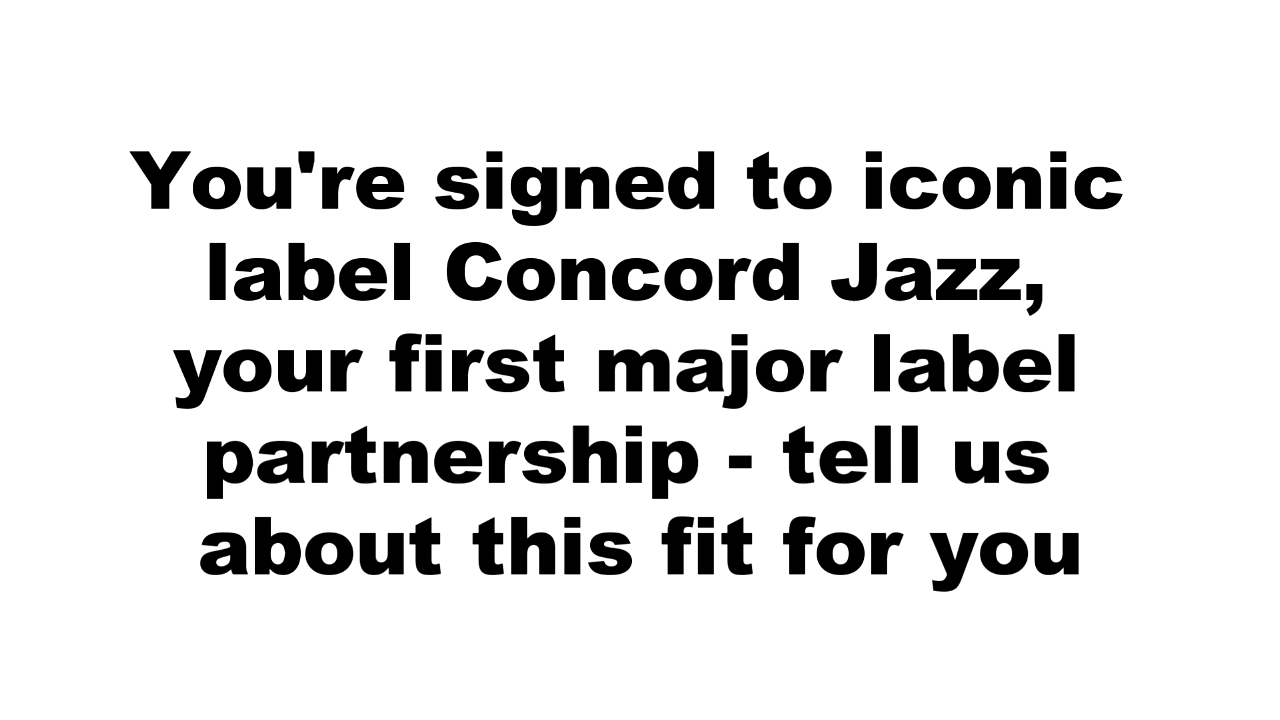 You're signed to iconic
label Concord Jazz,
your first major label
partnership - tell us
about this fit for you